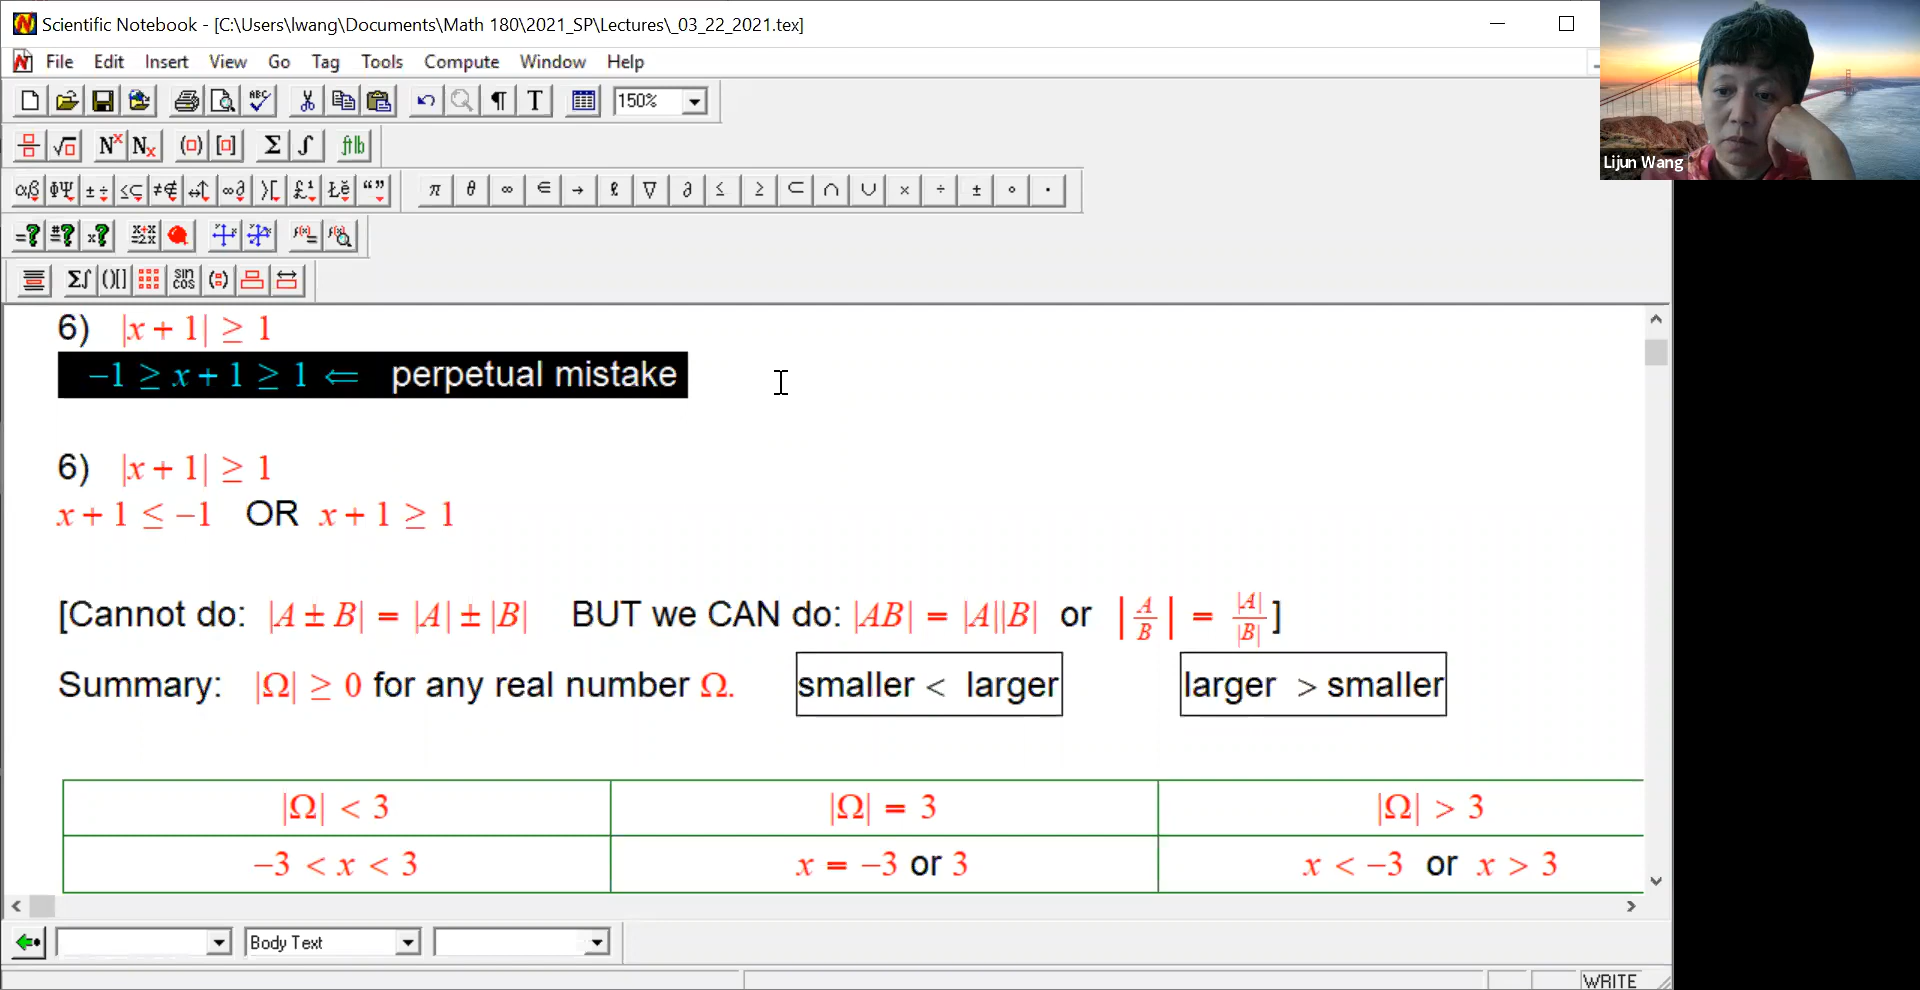 Scientific Notebook - [C:\Users\lwang\Documents\Math 180\2021_SP\Lectures\_03_22_2021.tex]
File Edit Insert View Go Tag Tools Compute Window Help
150%
Lijun Wang
6) |x + 1| ≥ 1
−1 ≥ x + 1 ≥ 1 ⇐ perpetual mistake
6) |x + 1| ≥ 1
x + 1 ≤ −1 OR x + 1 ≥ 1
[Cannot do: |A ± B| = |A| ± |B| BUT we CAN do: |AB| = |A||B| or |A/B| = |A|/|B| ]
Summary: |Ω| ≥ 0 for any real number Ω. smaller < larger larger > smaller
|Ω| < 3 |Ω| = 3 |Ω| > 3
−3 < x < 3 x = −3 or 3 x < −3 or x > 3
Body Text
WRITE